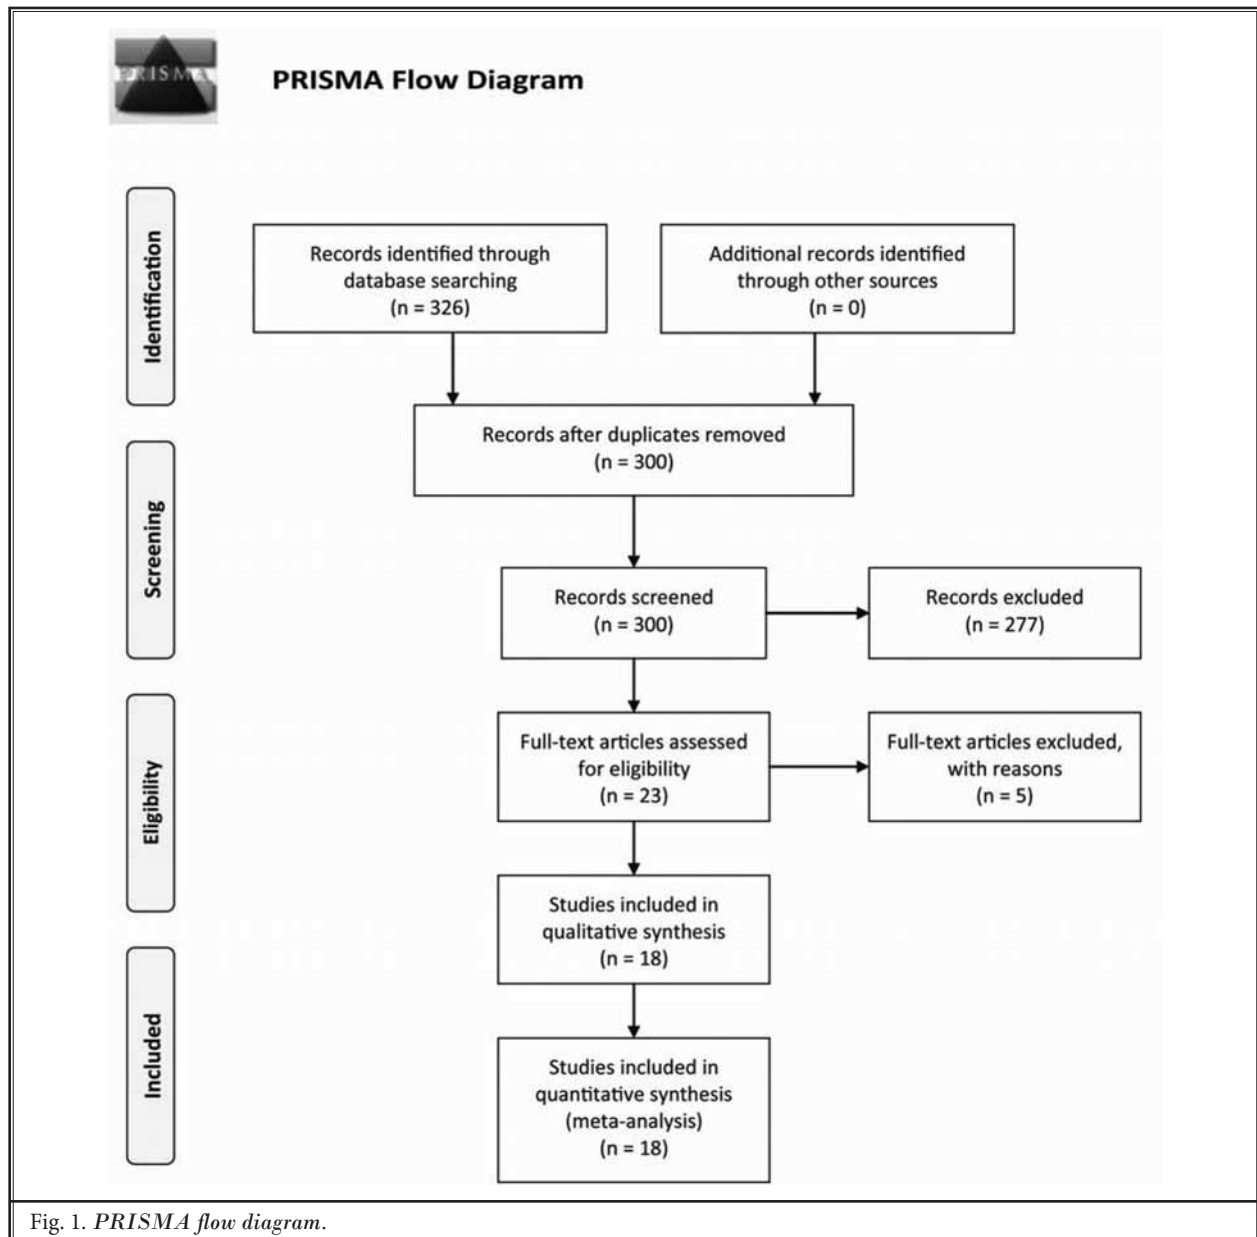 PRISMA
PRISMA Flow Diagram
Identification
Records identified through
database searching
(n = 326)
Additional records identified
through other sources
(n = 0)
Records after duplicates removed
(n = 300)
Screening
Records screened
(n = 300)
Records excluded
(n = 277)
Eligibility
Full-text articles assessed
for eligibility
(n = 23)
Full-text articles excluded,
with reasons
(n = 5)
Studies included in
qualitative synthesis
(n = 18)
Included
Studies included in
quantitative synthesis
(meta-analysis)
(n = 18)
Fig. 1. PRISMA flow diagram.